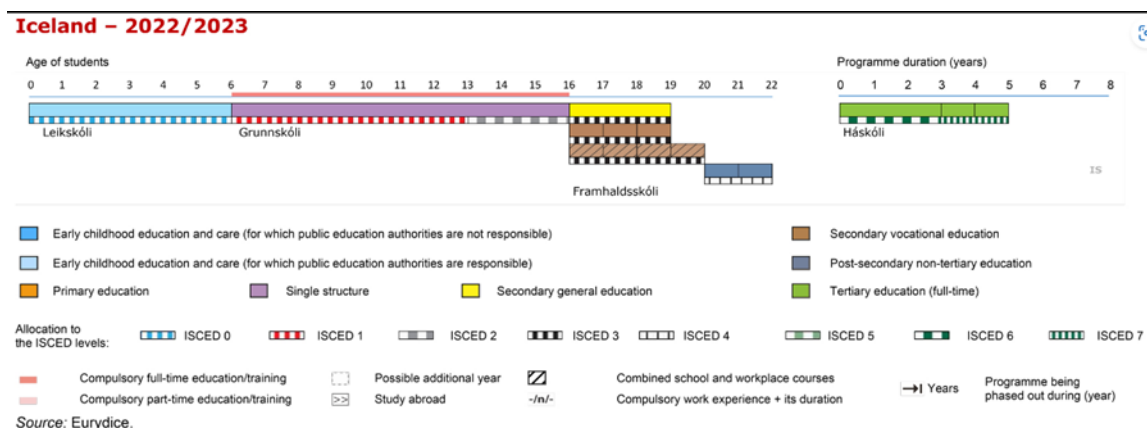 Iceland – 2022/2023
Age of students
Programme duration (years)
0 1 2 3 4 5 6 7 8 9 10 11 12 13 14 15 16 17 18 19 20 21 22
0 1 2 3 4 5 6 7 8
Leikskóli
Grunnskóli
Háskóli
IS
Framhaldsskóli
Early childhood education and care (for which public education authorities are not responsible)
Secondary vocational education
Early childhood education and care (for which public education authorities are responsible)
Post-secondary non-tertiary education
Primary education
Single structure
Secondary general education
Tertiary education (full-time)
Allocation to
the ISCED levels:
ISCED 0
ISCED 1
ISCED 2
ISCED 3
ISCED 4
ISCED 5
ISCED 6
ISCED 7
Compulsory full-time education/training
Possible additional year
Combined school and workplace courses
Years
Programme being
phased out during (year)
Compulsory part-time education/training
>>
Study abroad
-/n/-
Compulsory work experience + its duration
Source: Eurydice.